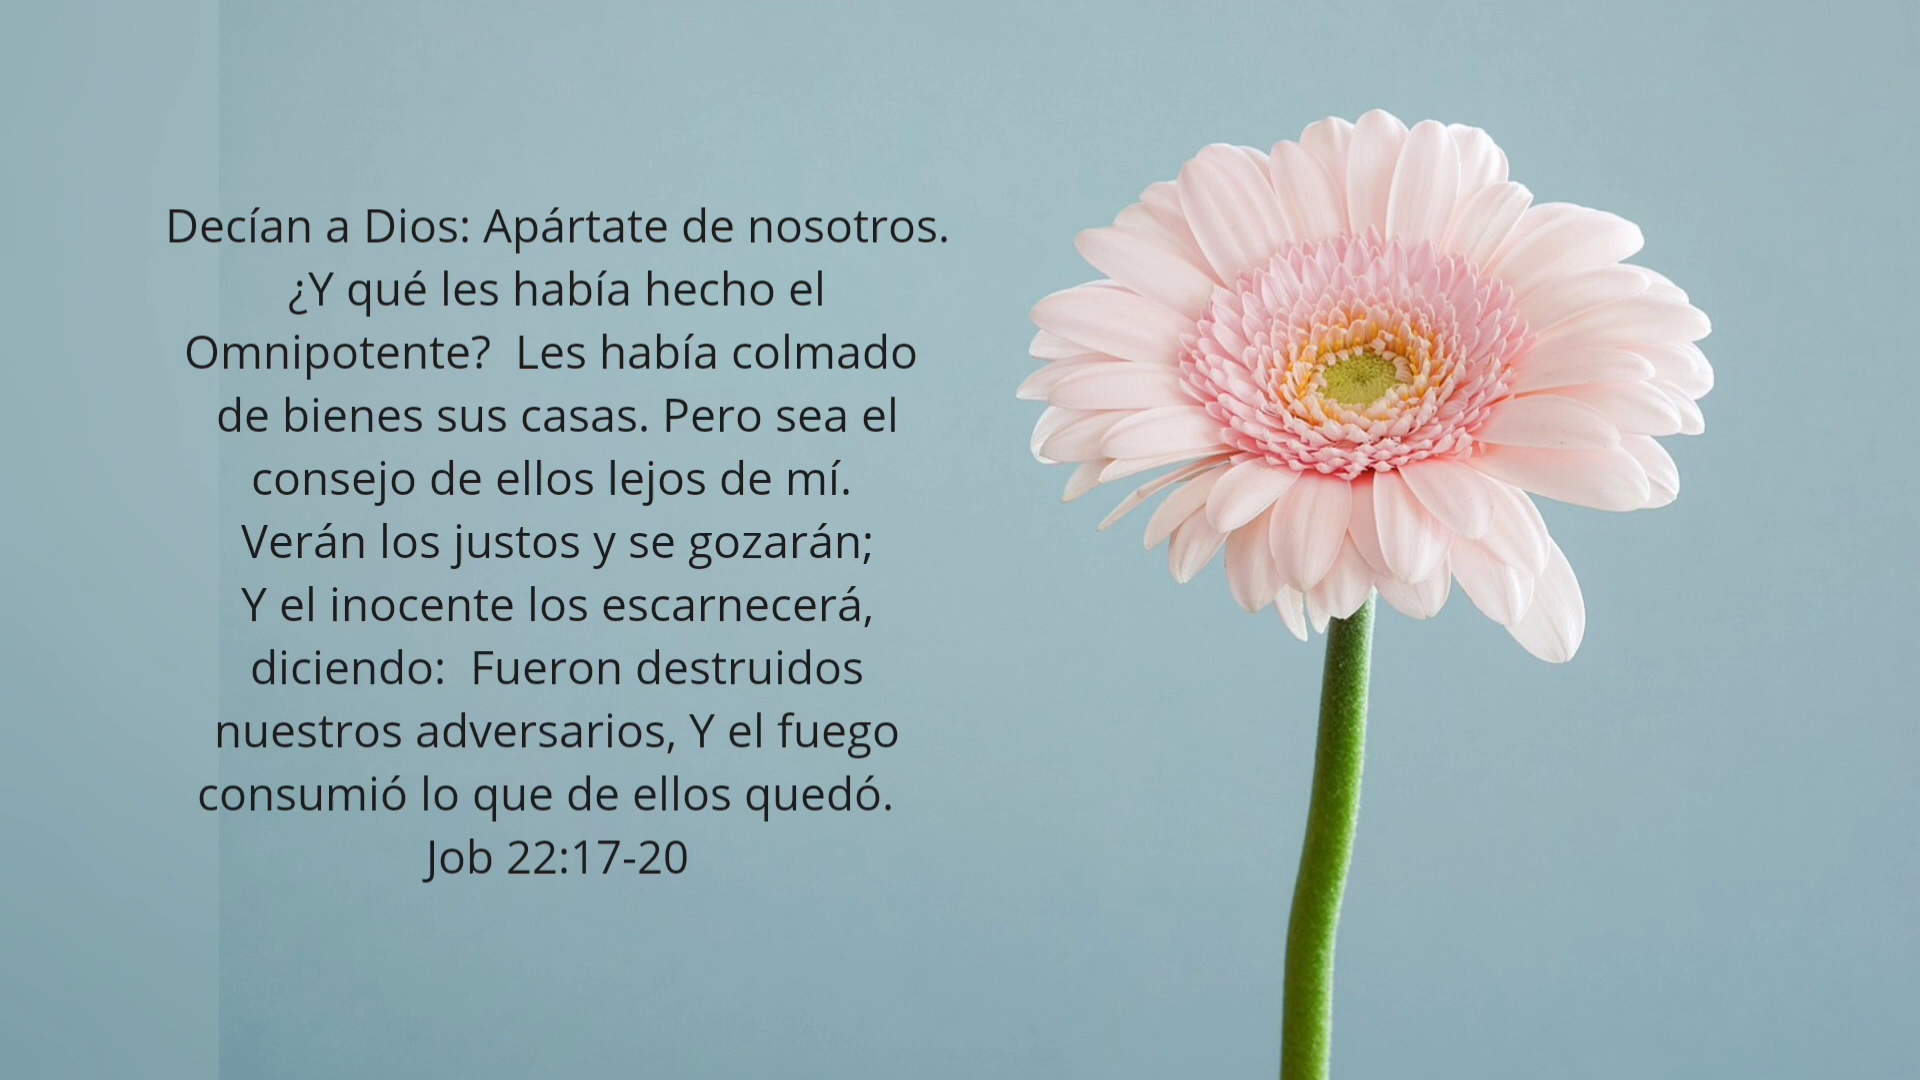 Decían a Dios: Apártate de nosotros.
¿Y qué les había hecho el
Omnipotente?  Les había colmado
de bienes sus casas. Pero sea el
consejo de ellos lejos de mí.
Verán los justos y se gozarán;
Y el inocente los escarnecerá,
diciendo:  Fueron destruidos
nuestros adversarios, Y el fuego
consumió lo que de ellos quedó.
Job 22:17-20